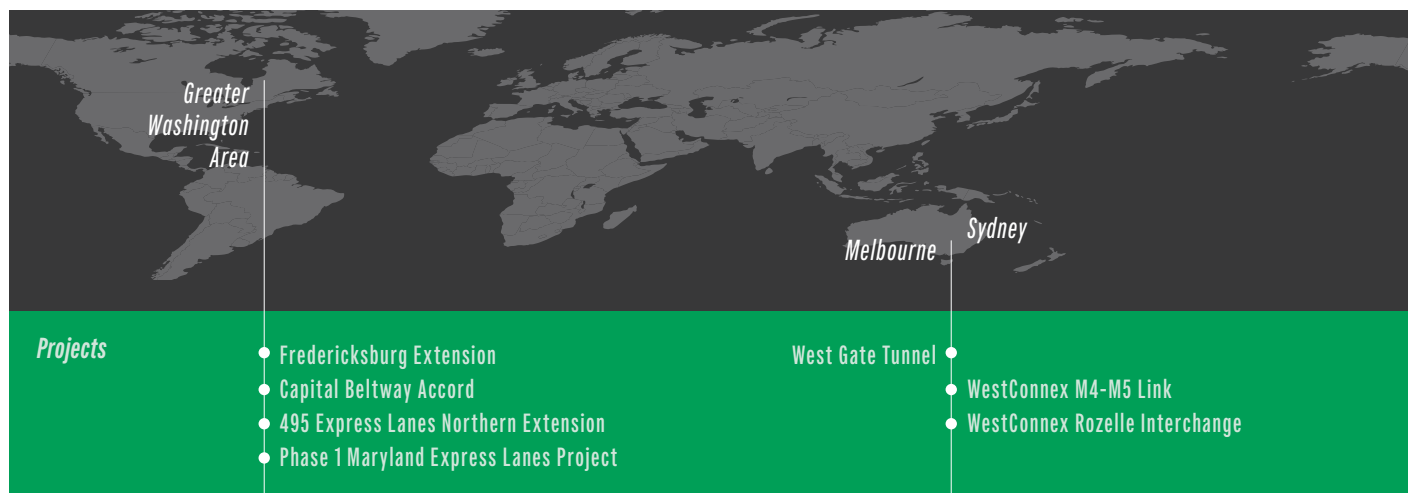 Greater
Washington
Area
Sydney
Melbourne
Projects
Fredericksburg Extension
Capital Beltway Accord
495 Express Lanes Northern Extension
Phase 1 Maryland Express Lanes Project
West Gate Tunnel
WestConnex M4-M5 Link
WestConnex Rozelle Interchange